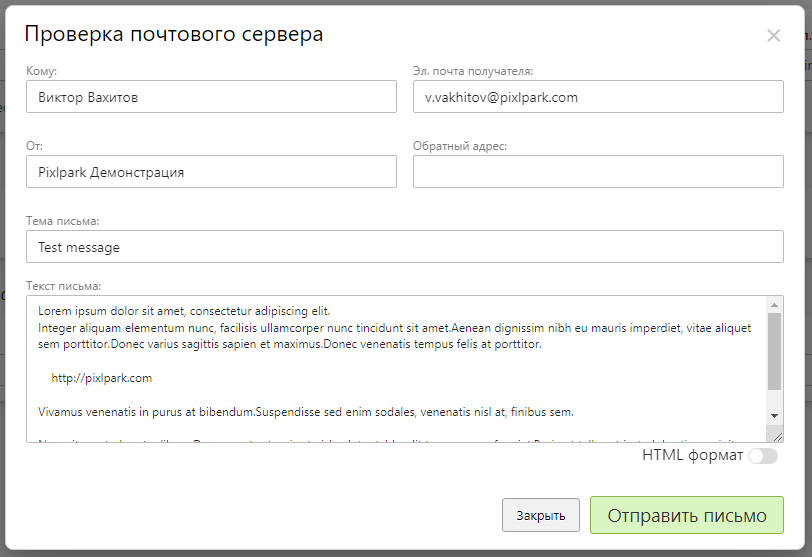 Проверка почтового сервера
Кому:
Эл. почта получателя:
Виктор Вахитов
v.vakhitov@pixlpark.com
От:
Обратный адрес:
Pixlpark Демонстрация
Тема письма:
Test message
Текст письма:
Lorem ipsum dolor sit amet, consectetur adipiscing elit.
Integer aliquam elementum nunc, facilisis ullamcorper nunc tincidunt sit amet.Aenean dignissim nibh eu mauris imperdiet, vitae aliquet
sem porttitor.Donec varius sagittis sapien et maximus.Donec venenatis tempus felis at porttitor.
http://pixlpark.com
Vivamus venenatis in purus at bibendum.Suspendisse sed enim sodales, venenatis nisl at, finibus sem.
HTML формат
Закрыть
Отправить письмо